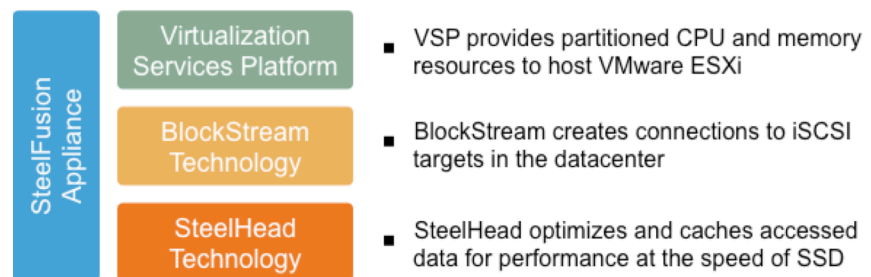 SteelFusion
Appliance
Virtualization
Services Platform
▪ VSP provides partitioned CPU and memory
resources to host VMware ESXi
BlockStream
Technology
▪ BlockStream creates connections to iSCSI
targets in the datacenter
SteelHead
Technology
▪ SteelHead optimizes and caches accessed
data for performance at the speed of SSD